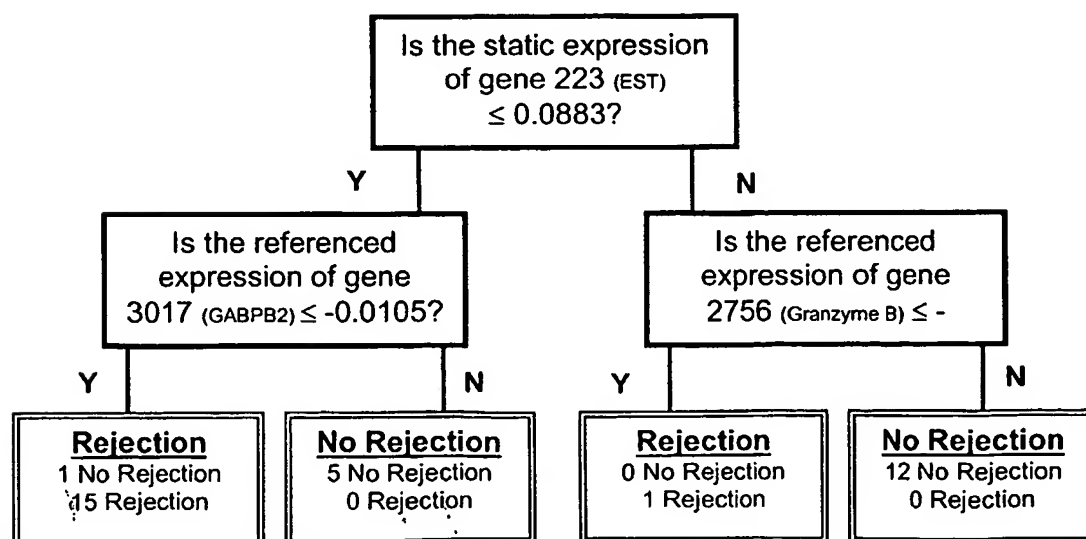 Is the static expression
of gene 223 (EST)
≤ 0.0883?
Y
N
Is the referenced
expression of gene
3017 (GABPB2) ≤ -0.0105?
Is the referenced
expression of gene
2756 (Granzyme B) ≤ -
Y
N
Y
N
Rejection
1 No Rejection
15 Rejection
No Rejection
5 No Rejection
0 Rejection
Rejection
0 No Rejection
1 Rejection
No Rejection
12 No Rejection
0 Rejection